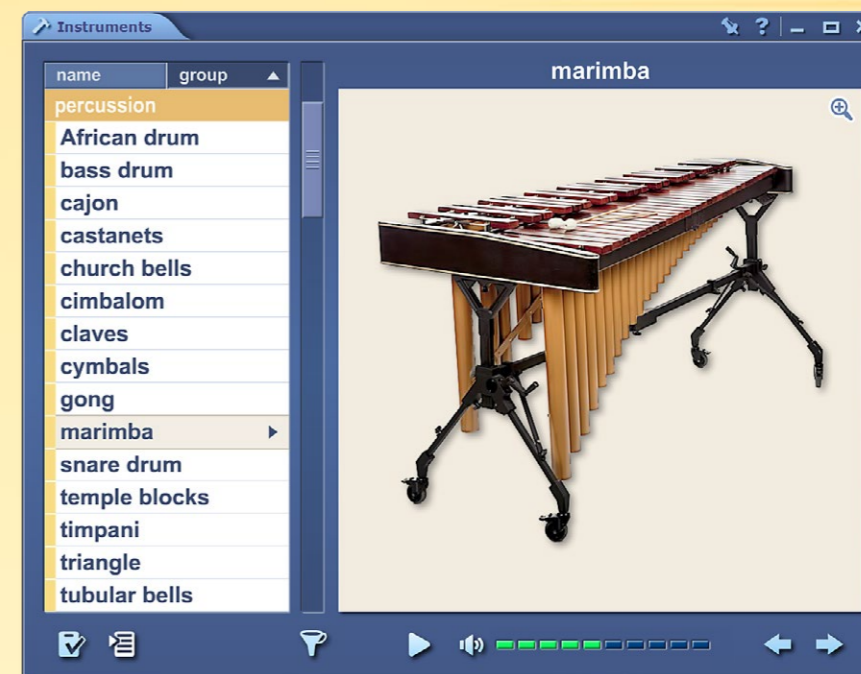 Instruments
?
name group
marimba
percussion
African drum
bass drum
cajon
castanets
church bells
cimbalom
claves
cymbals
gong
marimba
snare drum
temple blocks
timpani
triangle
tubular bells